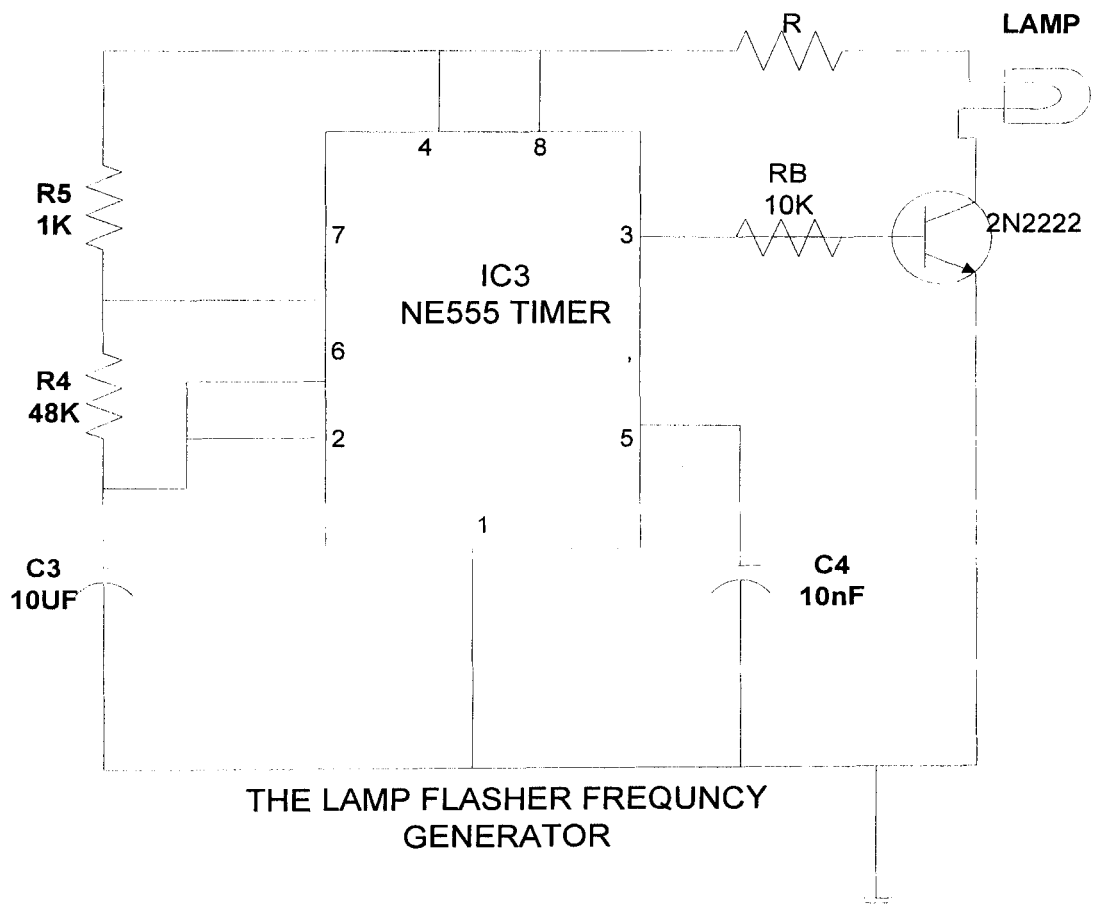 R
LAMP
4
8
R5
1K
7
3
RB
10K
2N2222
IC3
NE555 TIMER
6
R4
48K
2
5
1
C3
10UF
C4
10nF
THE LAMP FLASHER FREQUNCY
GENERATOR